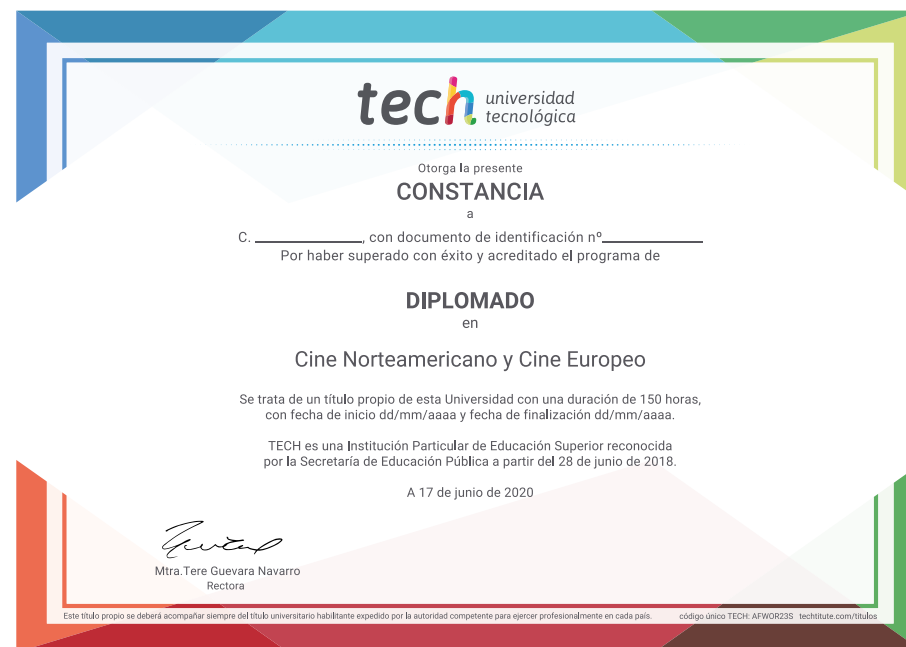 tech universidad
tecnológica
Otorga la presente
CONSTANCIA
a
C. ____________, con documento de identificación nº____________
Por haber superado con éxito y acreditado el programa de
DIPLOMADO
en
Cine Norteamericano y Cine Europeo
Se trata de un título propio de esta Universidad con una duración de 150 horas,
con fecha de inicio dd/mm/aaaa y fecha de finalización dd/mm/aaaa.
TECH es una Institución Particular de Educación Superior reconocida
por la Secretaría de Educación Pública a partir del 28 de junio de 2018.
A 17 de junio de 2020
Mtra.Tere Guevara Navarro
Rectora
Este título propio se deberá acompañar siempre del título universitario habilitante expedido por la autoridad competente para ejercer profesionalmente en cada país. código único TECH: AFWOR23S techtitute.com/titulos